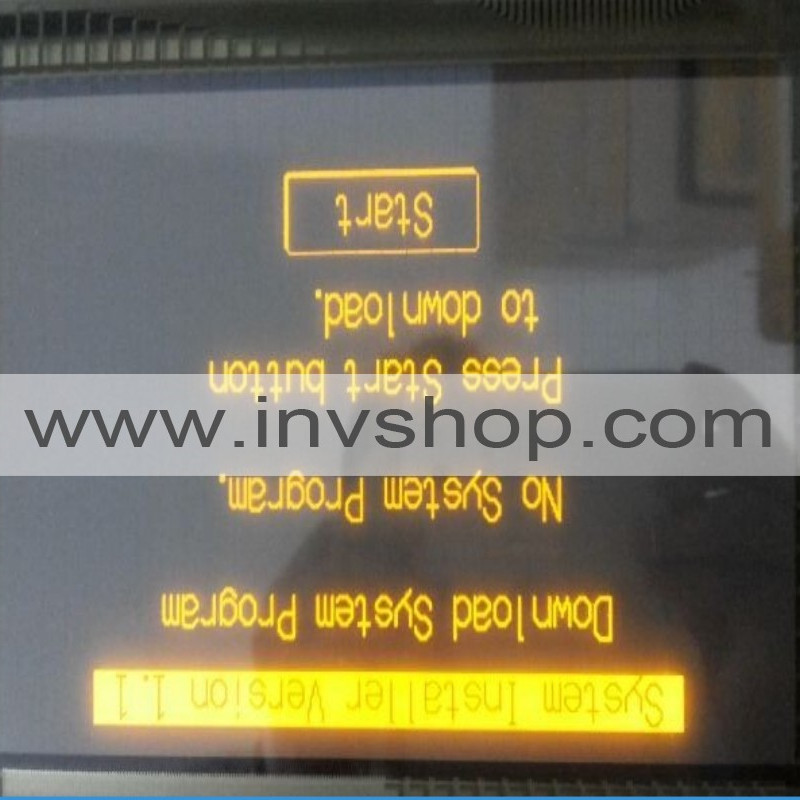 System Installer Version 1.1
Download System Program
No System Program.
Press Start button
to download.
Start
www.invshop.com